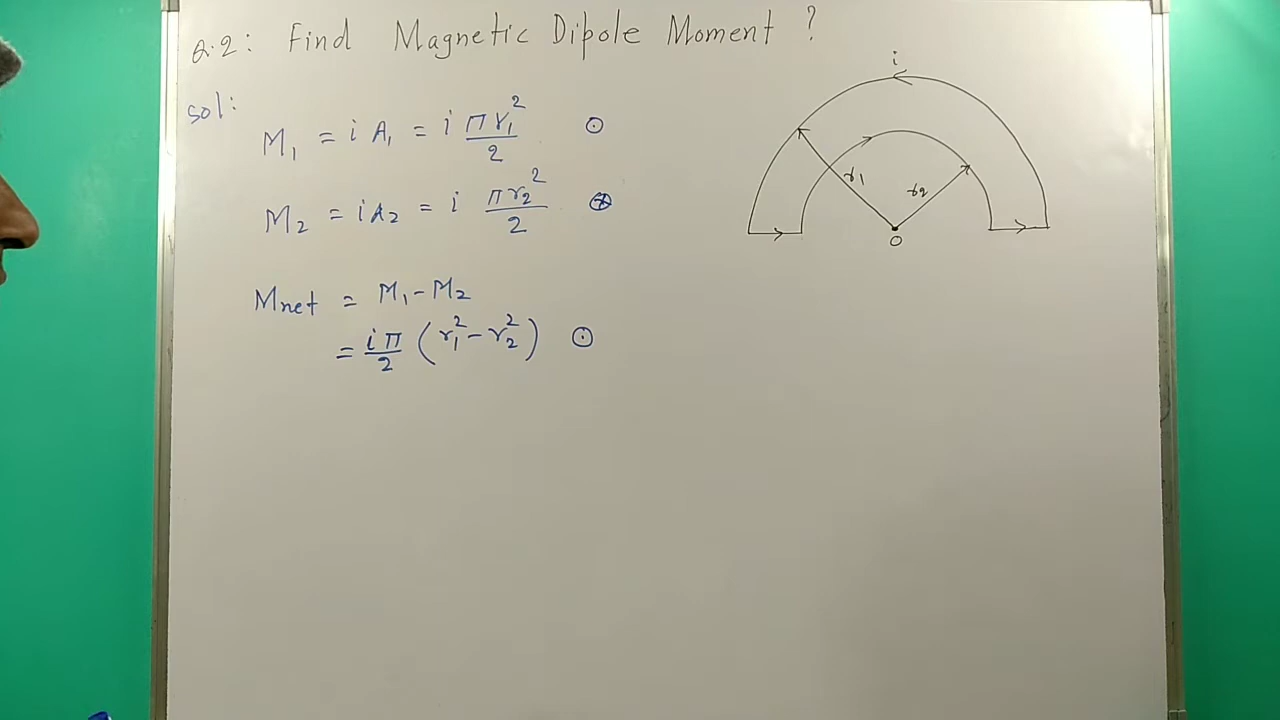 Q.2: Find Magnetic Dipole Moment ?
Sol:
M₁ = i A₁ = i πr₁²/2 ⊙
M₂ = i A₂ = i πr₂²/2 ⊗
Mnet = M₁ - M₂
= iπ/2 (r₁² - r₂²) ⊙
i
r₁
r₂
O